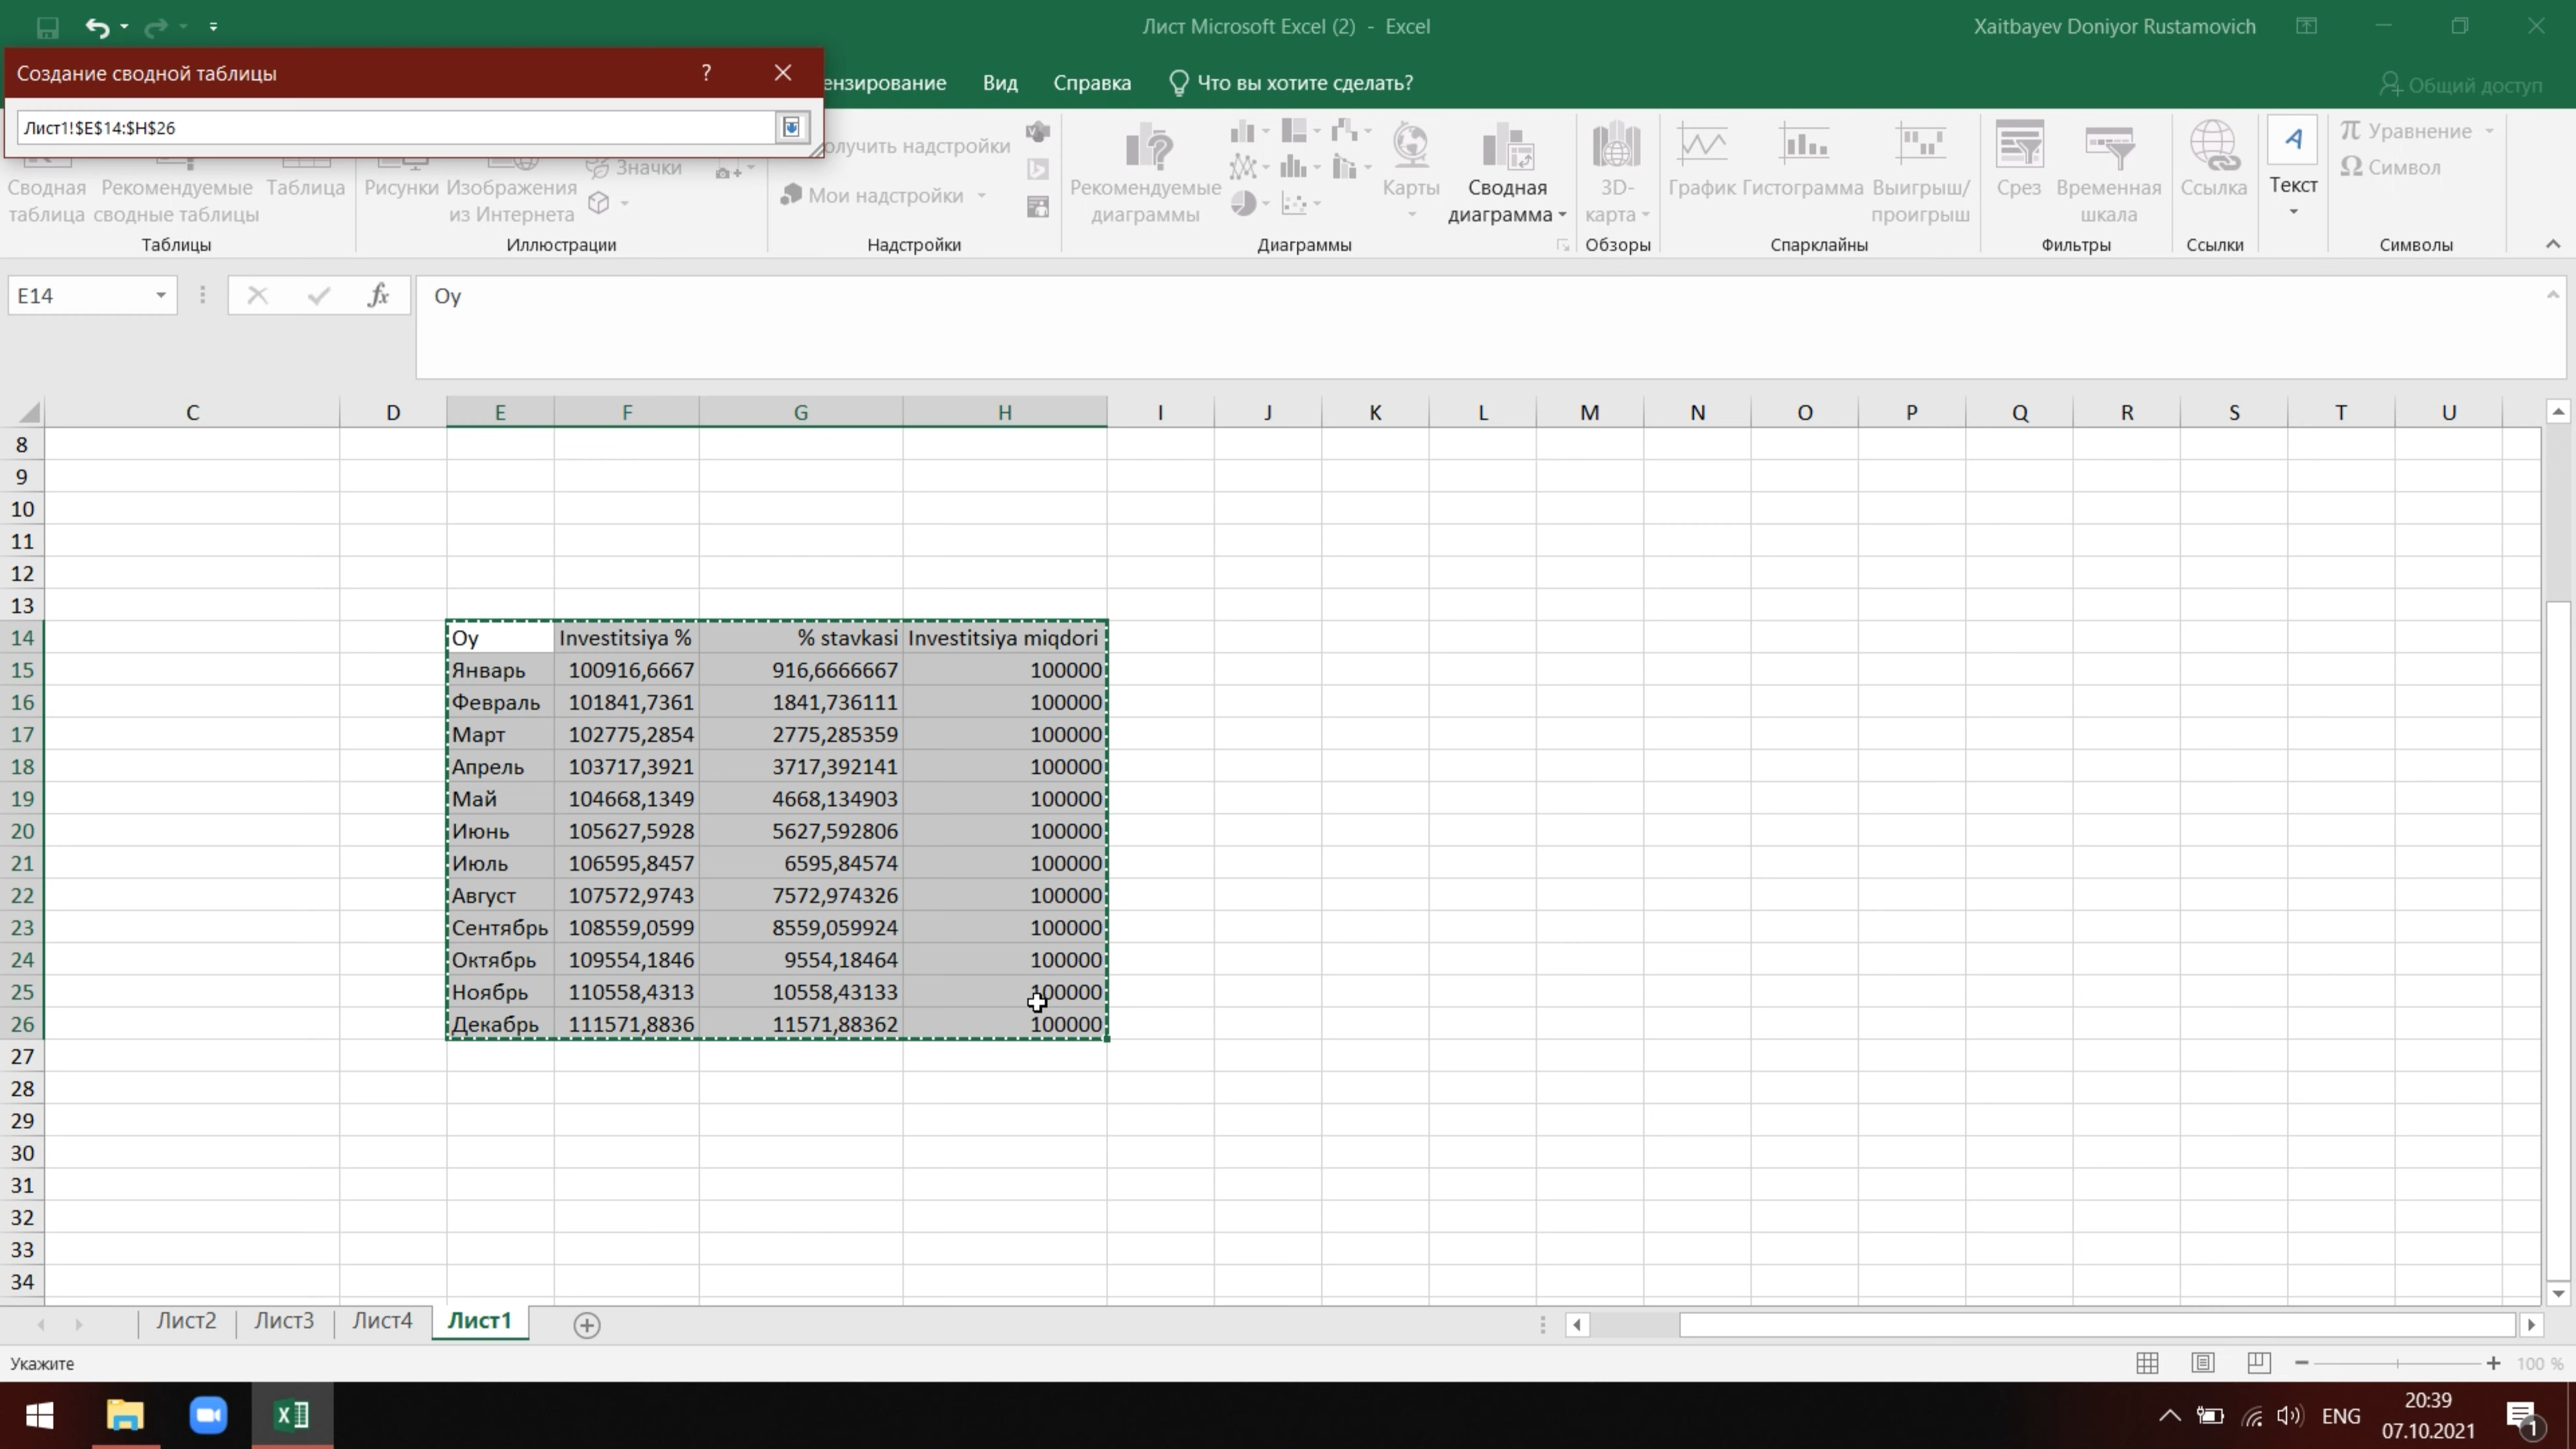 Лист Microsoft Excel (2) - Excel
Xaitbayev Doniyor Rustamovich
Создание сводной таблицы
?
Вид
Справка
Что вы хотите сделать?
Общий доступ
Лист1!$E$14:$H$26
Сводная таблица
Рекомендуемые сводные таблицы
Таблица
Таблицы
Рисунки
Изображения из Интернета
Значки
Иллюстрации
Мои надстройки
Надстройки
Рекомендуемые диаграммы
Карты
Сводная диаграмма
Диаграммы
3D-карта
Обзоры
График
Гистограмма
Выигрыш/проигрыш
Спарклайны
Срез
Временная шкала
Фильтры
Ссылка
Ссылки
Текст
π Уравнение
Ω Символ
Символы
E14
fx
Oy
C D E F G H I J K L M N O P Q R S T U
8
9
10
11
12
13
14 Oy Investitsiya % % stavkasi Investitsiya miqdori
15 Январь 100916,6667 916,6666667 100000
16 Февраль 101841,7361 1841,736111 100000
17 Март 102775,2854 2775,285359 100000
18 Апрель 103717,3921 3717,392141 100000
19 Май 104668,1349 4668,134903 100000
20 Июнь 105627,5928 5627,592806 100000
21 Июль 106595,8457 6595,84574 100000
22 Август 107572,9743 7572,974326 100000
23 Сентябрь 108559,0599 8559,059924 100000
24 Октябрь 109554,1846 9554,18464 100000
25 Ноябрь 110558,4313 10558,43133 100000
26 Декабрь 111571,8836 11571,88362 100000
27
28
29
30
31
32
33
34
Лист2 Лист3 Лист4 Лист1
Укажите
100 %
ENG
20:39
07.10.2021
1